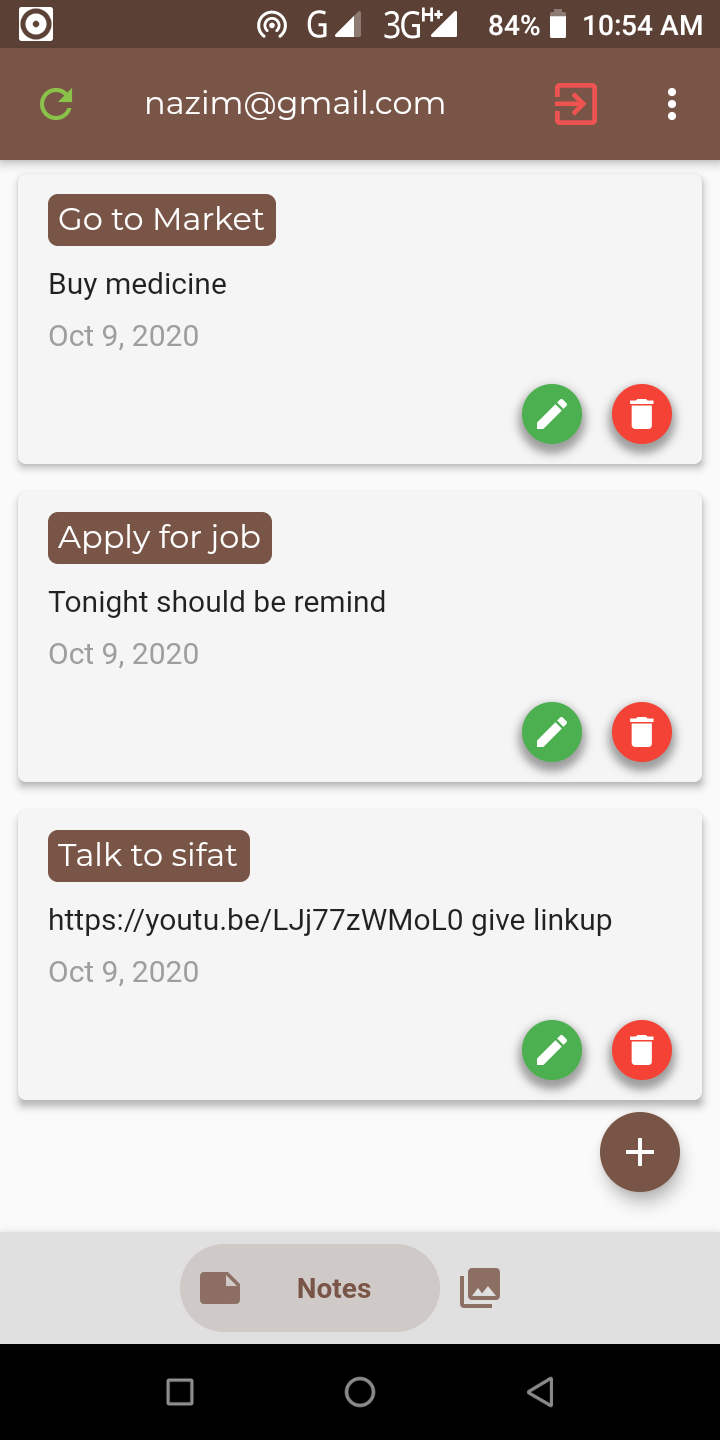 G 3G H+ 84% 10:54 AM
nazim@gmail.com
Go to Market
Buy medicine
Oct 9, 2020
Apply for job
Tonight should be remind
Oct 9, 2020
Talk to sifat
https://youtu.be/LJj77zWMoL0 give linkup
Oct 9, 2020
Notes